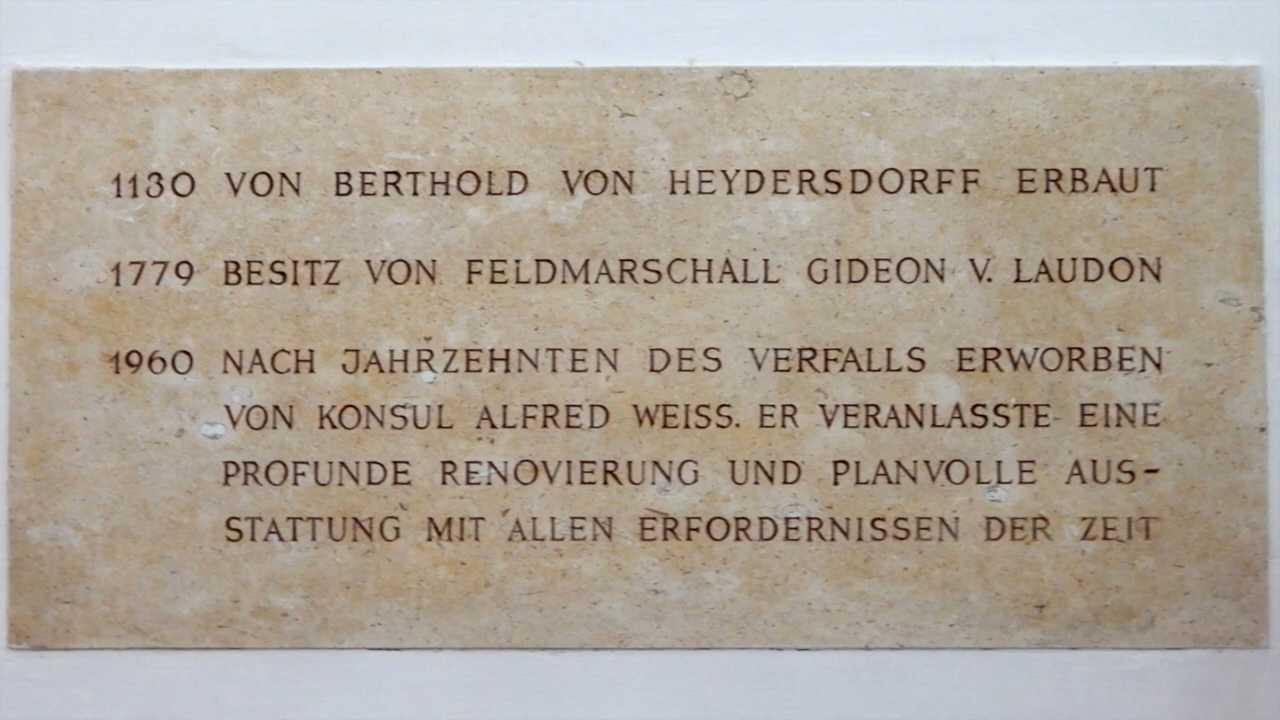 1130 VON BERTHOLD VON HEYDERSDORFF ERBAUT
1779 BESITZ VON FELDMARSCHALL GIDEON V. LAUDON
1960 NACH JAHRZEHNTEN DES VERFALLS ERWORBEN
VON KONSUL ALFRED WEISS. ER VERANLASSTE EINE
PROFUNDE RENOVIERUNG UND PLANVOLLE AUS-
STATTUNG MIT ALLEN ERFORDERNISSEN DER ZEIT